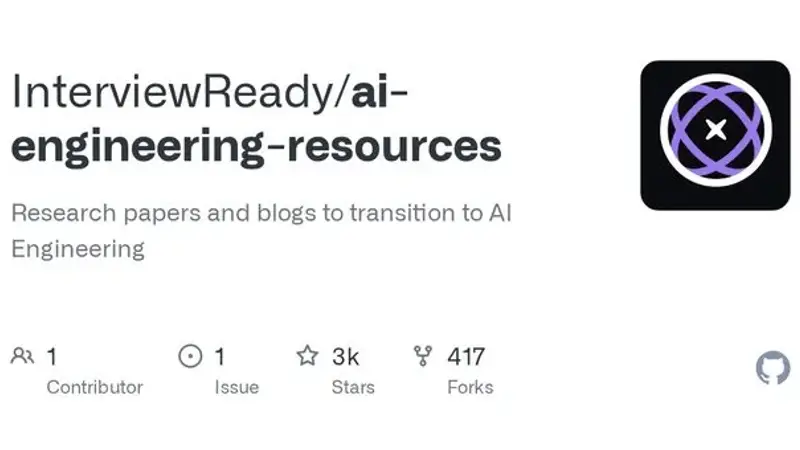 InterviewReady/ai-
engineering-resources
Research papers and blogs to transition to AI
Engineering
1
Contributor
1
Issue
3k
Stars
417
Forks